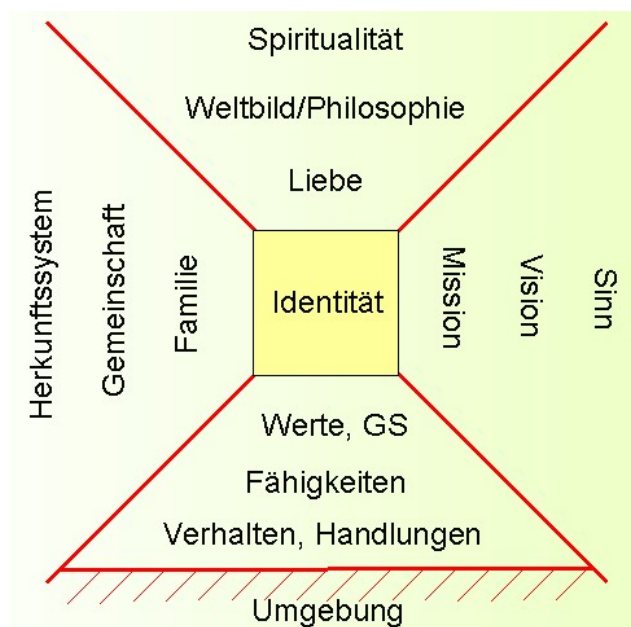 Spiritualität
Weltbild/Philosophie
Liebe
Herkunftssystem
Gemeinschaft
Familie
Identität
Mission
Vision
Sinn
Werte, GS
Fähigkeiten
Verhalten, Handlungen
Umgebung